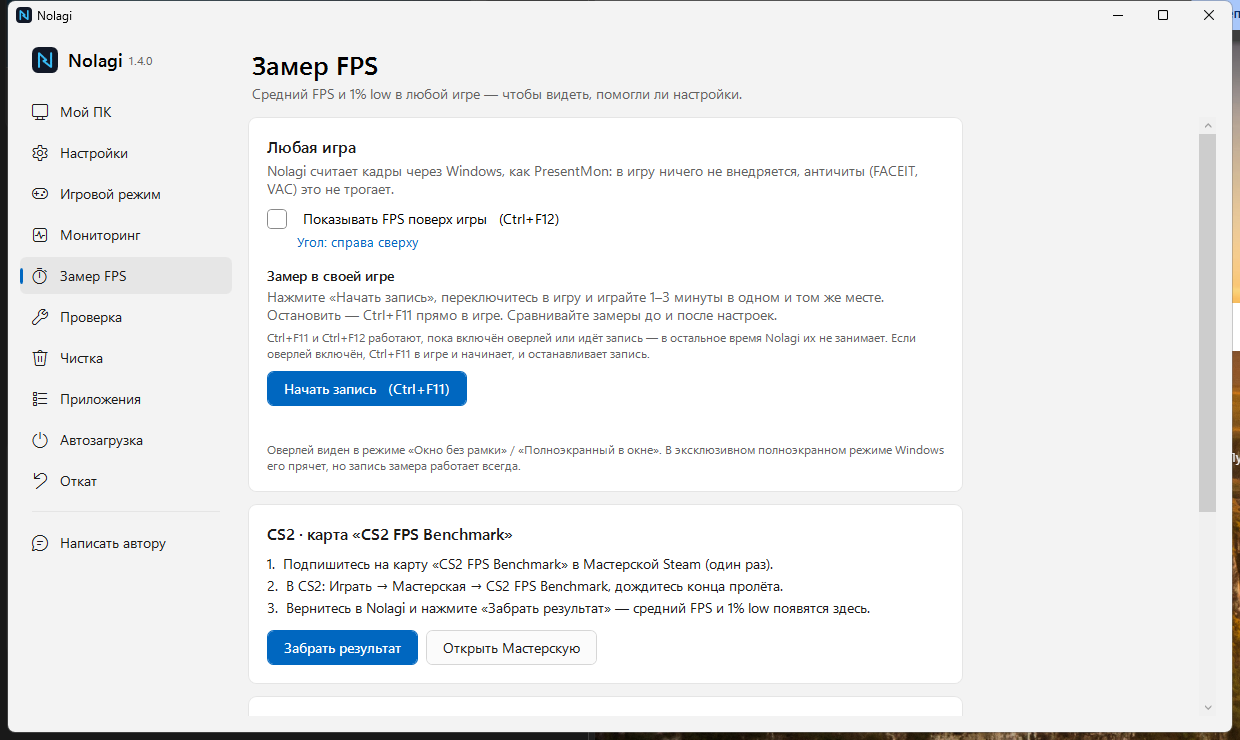 Nolagi
Nolagi 1.4.0
Мой ПК
Настройки
Игровой режим
Мониторинг
Замер FPS
Проверка
Чистка
Приложения
Автозагрузка
Откат
Написать автору
Замер FPS
Средний FPS и 1% low в любой игре — чтобы видеть, помогли ли настройки.
Любая игра
Nolagi считает кадры через Windows, как PresentMon: в игру ничего не внедряется, античиты (FACEIT,
VAC) это не трогает.
Показывать FPS поверх игры (Ctrl+F12)
Угол: справа сверху
Замер в своей игре
Нажмите «Начать запись», переключитесь в игру и играйте 1–3 минуты в одном и том же месте.
Остановить — Ctrl+F11 прямо в игре. Сравнивайте замеры до и после настроек.
Ctrl+F11 и Ctrl+F12 работают, пока включён оверлей или идёт запись — в остальное время Nolagi их не занимает. Если
оверлей включён, Ctrl+F11 в игре и начинает, и останавливает запись.
Начать запись (Ctrl+F11)
Оверлей виден в режиме «Окно без рамки» / «Полноэкранный в окне». В эксклюзивном полноэкранном режиме Windows
его прячет, но запись замера работает всегда.
CS2 · карта «CS2 FPS Benchmark»
1. Подпишитесь на карту «CS2 FPS Benchmark» в Мастерской Steam (один раз).
2. В CS2: Играть → Мастерская → CS2 FPS Benchmark, дождитесь конца пролёта.
3. Вернитесь в Nolagi и нажмите «Забрать результат» — средний FPS и 1% low появятся здесь.
Забрать результат
Открыть Мастерскую